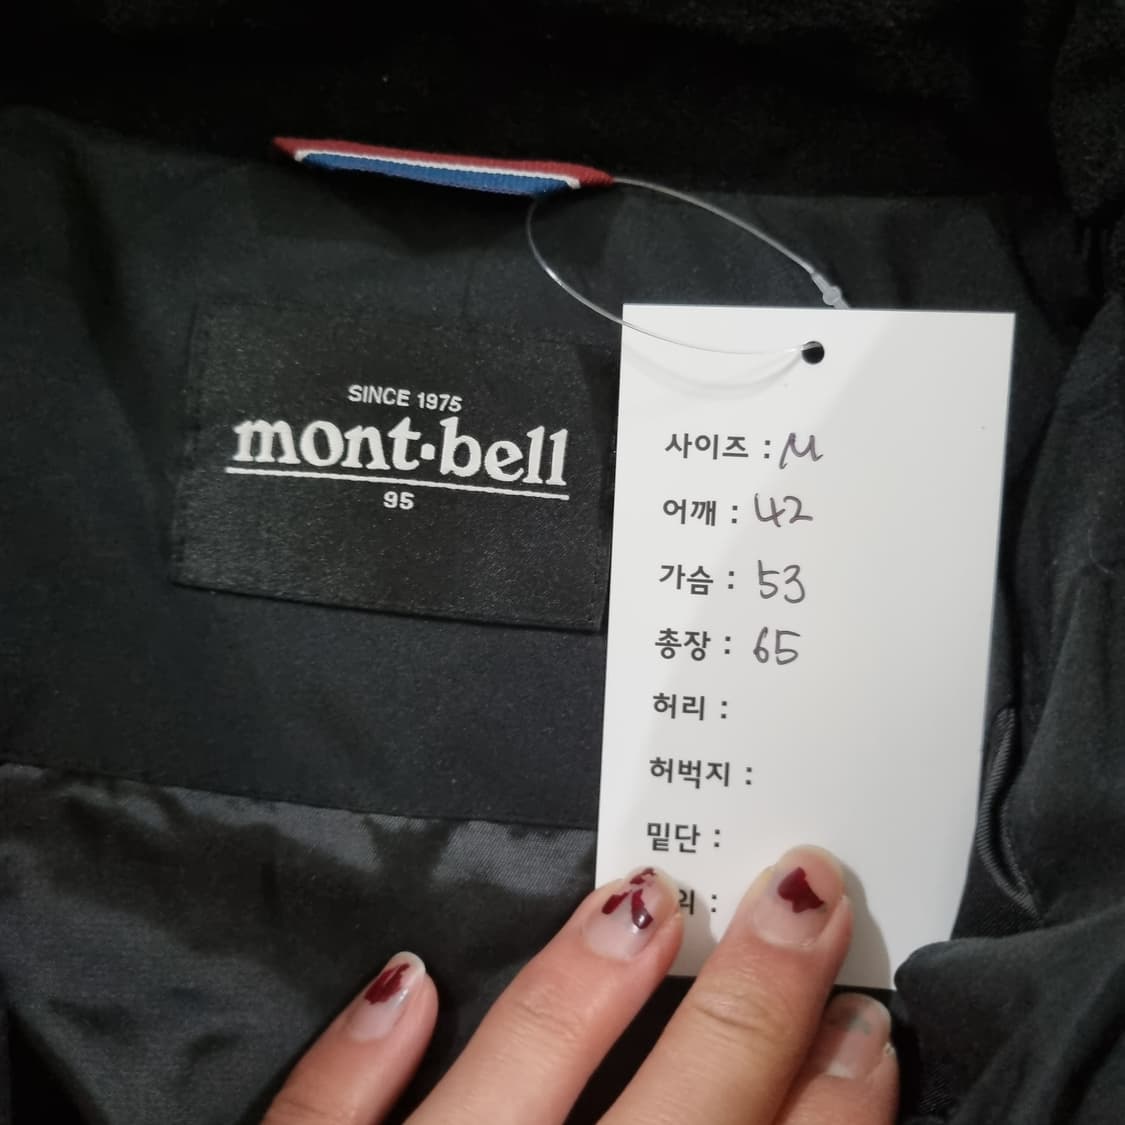 SINCE 1975
mont·bell
95
사이즈 : M
어깨 : 42
가슴 : 53
총장 : 65
허리 :
허벅지 :
밑단 :
: